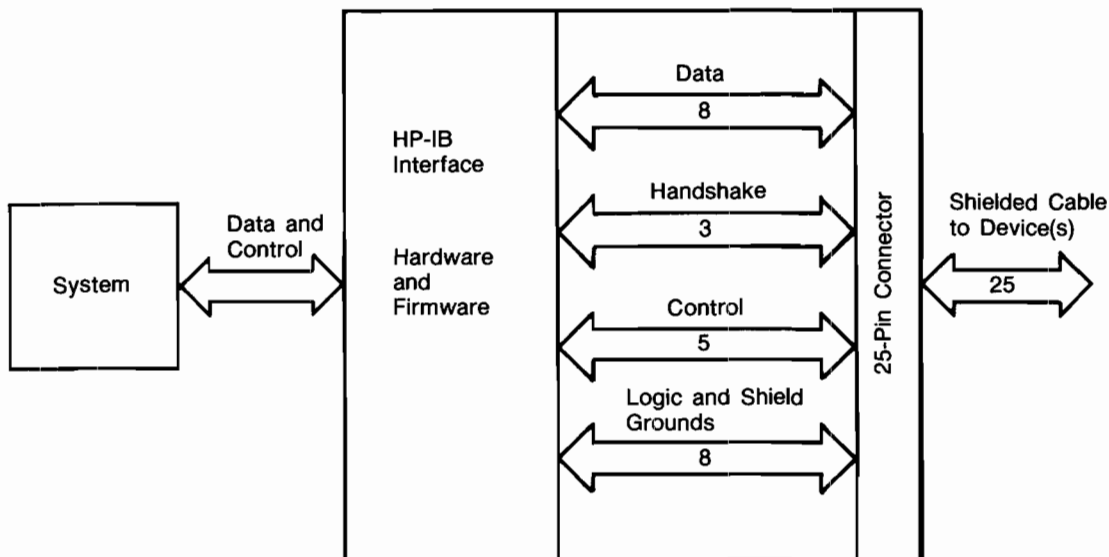 System
Data and
Control
HP-IB
Interface
Hardware
and
Firmware
Data
8
Handshake
3
Control
5
Logic and Shield
Grounds
8
25-Pin Connector
Shielded Cable
to Device(s)
25